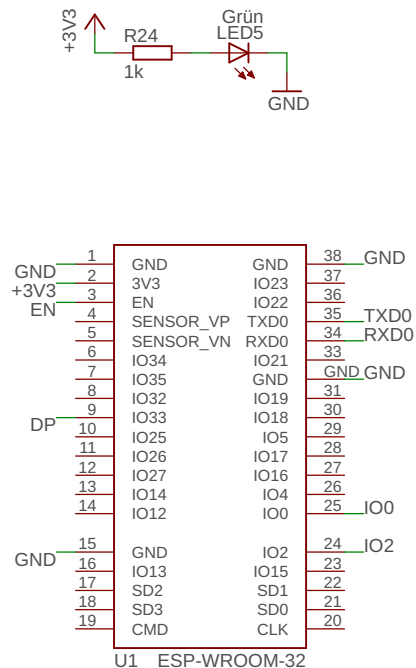 +3V3
R24
1k
Grün
LED5
GND
1 GND GND 38 GND
GND 2 3V3 IO23 37
+3V3 3 EN IO22 36
EN 4 SENSOR_VP TXD0 35 TXD0
5 SENSOR_VN RXD0 34 RXD0
6 IO34 IO21 33
7 IO35 GND GND GND
8 IO32 IO19 31
DP 9 IO33 IO18 30
10 IO25 IO5 29
11 IO26 IO17 28
12 IO27 IO16 27
13 IO14 IO4 26
14 IO12 IO0 25 IO0
GND 15 GND IO2 24 IO2
16 IO13 IO15 23
17 SD2 SD1 22
18 SD3 SD0 21
19 CMD CLK 20
U1 ESP-WROOM-32